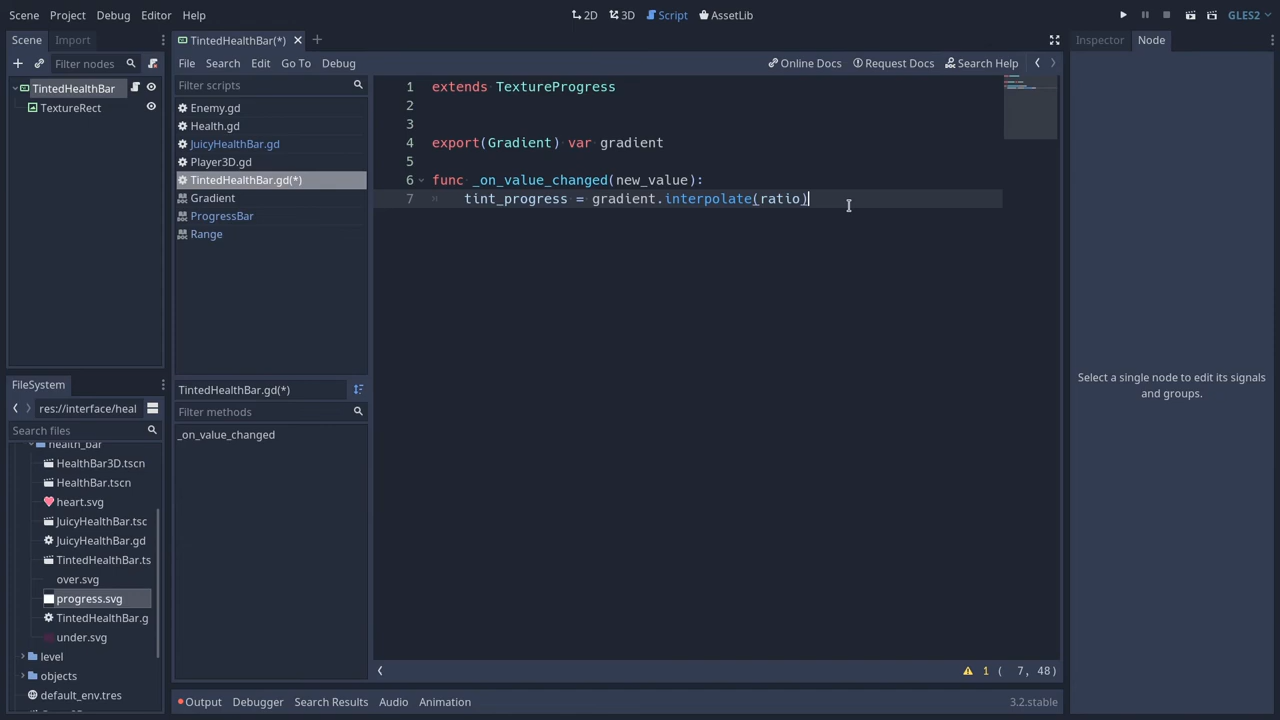 Scene Project Debug Editor Help
2D 3D Script AssetLib
GLES2
Scene Import
Filter nodes
TintedHealthBar
TextureRect
TintedHealthBar(*)
File Search Edit Go To Debug
Online Docs Request Docs Search Help
Filter scripts
Enemy.gd
Health.gd
JuicyHealthBar.gd
Player3D.gd
TintedHealthBar.gd(*)
Gradient
ProgressBar
Range
TintedHealthBar.gd(*)
Filter methods
_on_value_changed
1 extends TextureProgress
2
3
4 export(Gradient) var gradient
5
6 func _on_value_changed(new_value):
7 tint_progress = gradient.interpolate(ratio)
1 ( 7, 48)
Inspector Node
Select a single node to edit its signals
and groups.
FileSystem
res://interface/heal
Search files
health_bar
HealthBar3D.tscn
HealthBar.tscn
heart.svg
JuicyHealthBar.tsc
JuicyHealthBar.gd
TintedHealthBar.ts
over.svg
progress.svg
TintedHealthBar.g
under.svg
level
objects
default_env.tres
Output Debugger Search Results Audio Animation
3.2.stable